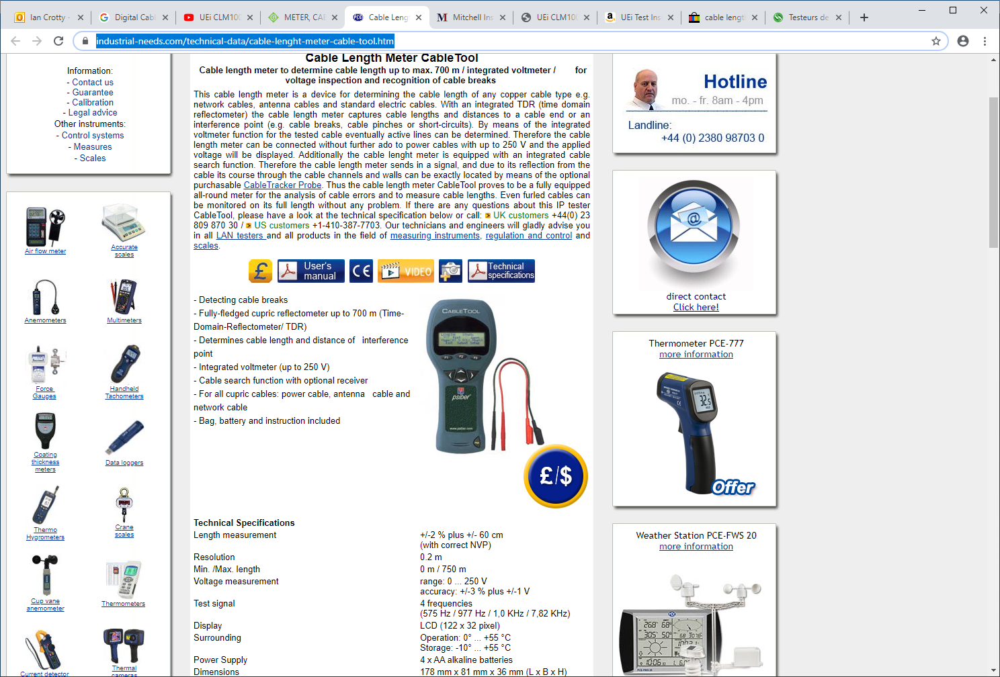 Ian Crotty -
Digital Cab
UEi CLM100
METER, CAB
Cable Leng
Mitchell Ins
UEi CLM100
UEi Test Ins
cable length
Testeurs de
industrial-needs.com/technical-data/cable-lenght-meter-cable-tool.htm
Information:
- Contact us
- Guarantee
- Calibration
- Legal advice
Other instruments:
- Control systems
- Measures
- Scales
Air flow meter
Accurate
scales
Anemometers
Multimeters
Force
Gauges
Handheld
Tachometers
Coating
thickness
meters
Data loggers
Thermo
Hygrometers
Crane
scales
Cup vane
anemometer
Thermometers
Current detector
Thermal
cameras
Cable Length Meter CableTool
Cable length meter to determine cable length up to max. 700 m / integrated voltmeter / for
voltage inspection and recognition of cable breaks
This cable length meter is a device for determining the cable length of any copper cable type e.g.
network cables, antenna cables and standard electric cables. With an integrated TDR (time domain
reflectometer) the cable length meter captures cable lengths and distances to a cable end or an
interference point (e.g. cable breaks, cable pinches or short-circuits). By means of the integrated
voltmeter function for the tested cable eventually active lines can be determined. Therefore the cable
length meter can be connected without further ado to power cables with up to 250 V and the applied
voltage will be displayed. Additionally the cable lenght meter is equipped with an integrated cable
search function. Therefore the cable length meter sends in a signal, and due to its reflection from the
cable its course through the cable channels and walls can be exactly located by means of the optional
purchasable CableTracker Probe. Thus the cable length meter CableTool proves to be a fully equipped
all-round meter for the analysis of cable errors and to measure cable lengths. Even furled cables can
be monitored on its full length without any problem. If there are any questions about this IP tester
CableTool, please have a look at the technical specification below or call: UK customers +44(0) 23
809 870 30 / US customers +1-410-387-7703. Our technicians and engineers will gladly advise you
in all LAN testers and all products in the field of measuring instruments, regulation and control and
scales.
£
User's
manual
CE
VIDEO
Technical
specifications
- Detecting cable breaks
- Fully-fledged cupric reflectometer up to 700 m (Time-
Domain-Reflectometer/ TDR)
- Determines cable length and distance of interference
point
- Integrated voltmeter (up to 250 V)
- Cable search function with optional receiver
- For all cupric cables: power cable, antenna cable and
network cable
- Bag, battery and instruction included
CABLETOOL
psiber
www.psiber.com
£/$
Technical Specifications
Length measurement +/-2 % plus +/- 60 cm
(with correct NVP)
Resolution 0.2 m
Min. /Max. length 0 m / 750 m
Voltage measurement range: 0 ... 250 V
accuracy: +/-3 % plus +/-1 V
Test signal 4 frequencies
(575 Hz / 977 Hz / 1,0 KHz / 7,82 KHz)
Display LCD (122 x 32 pixel)
Surrounding Operation: 0° ... +55 °C
Storage: -10° ... +55 °C
Power Supply 4 x AA alkaline batteries
Dimensions 178 mm x 81 mm x 36 mm (L x B x H)
Hotline
mo. - fr. 8am - 4pm
Landline:
+44 (0) 2380 98703 0
@
direct contact
Click here!
Thermometer PCE-777
more information
32.5
Offer
Weather Station PCE-FWS 20
more information